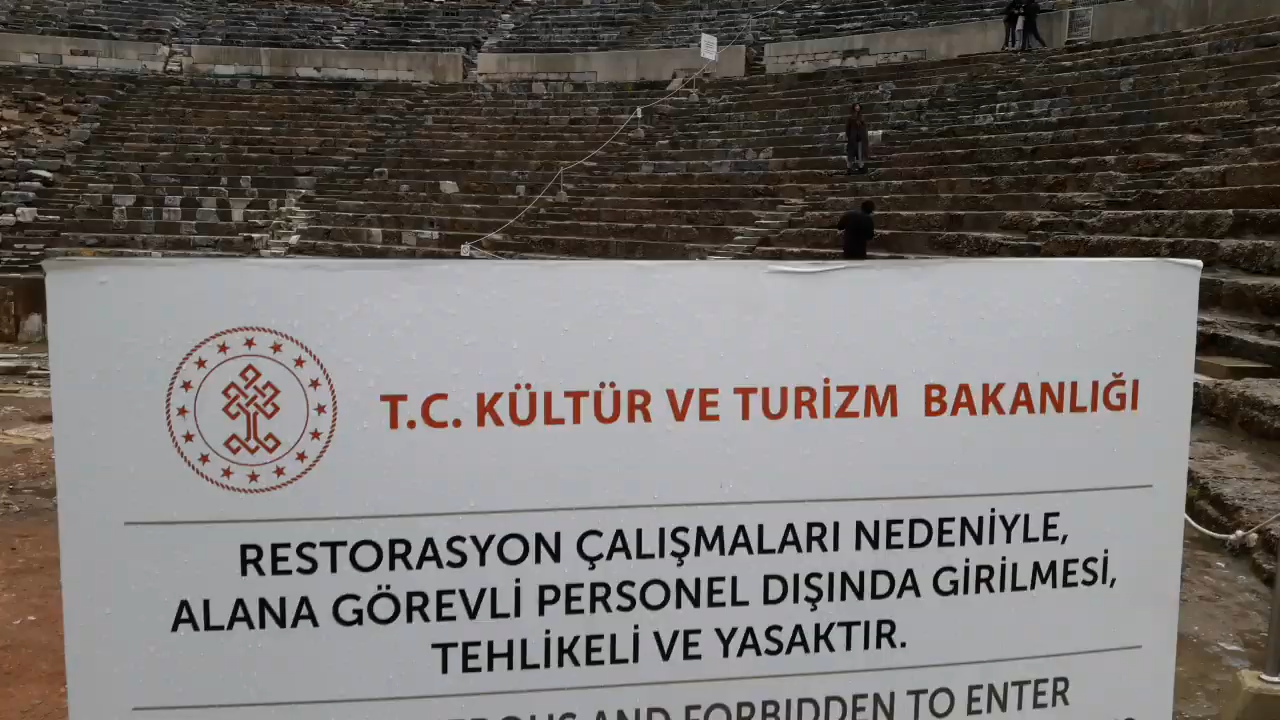 T.C. KÜLTÜR VE TURİZM BAKANLIĞI
RESTORASYON ÇALIŞMALARI NEDENİYLE,
ALANA GÖREVLİ PERSONEL DIŞINDA GİRİLMESİ,
TEHLİKELİ VE YASAKTIR.
AND FORBIDDEN TO ENTER